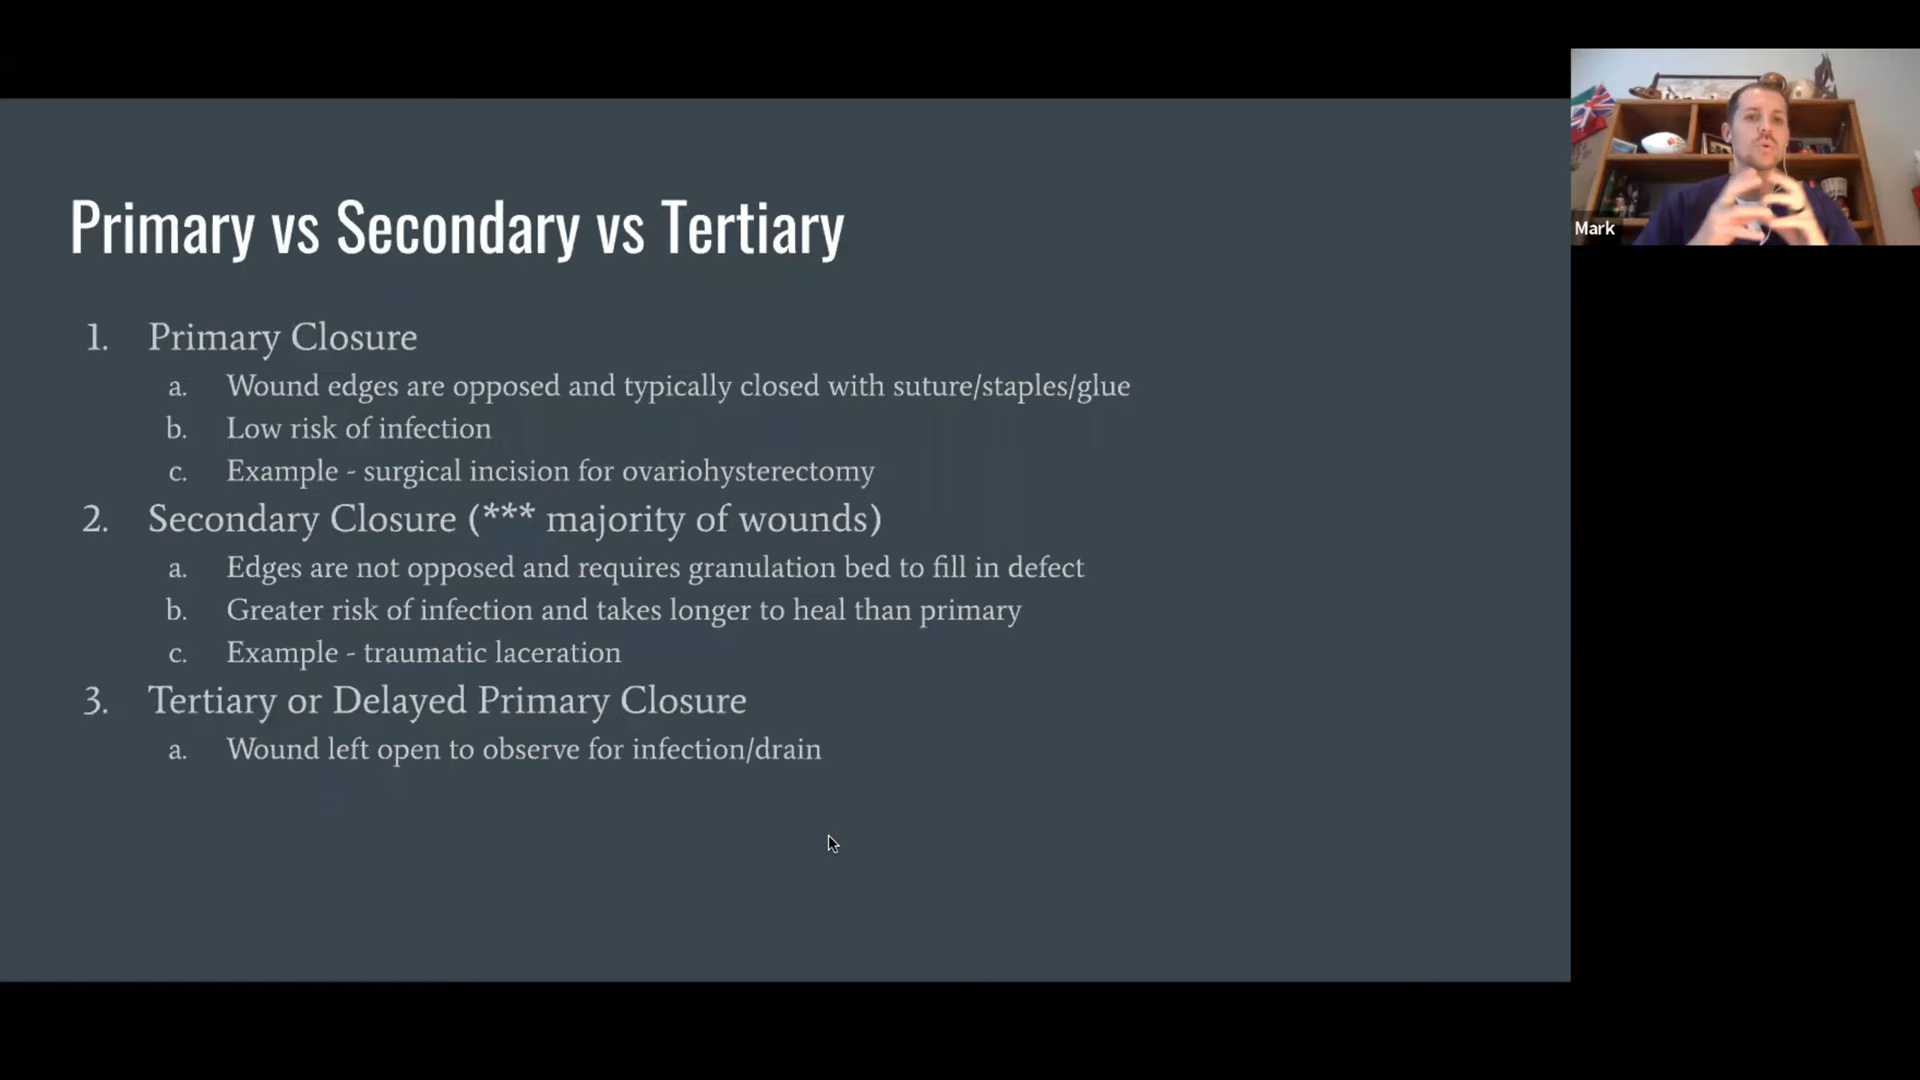 Primary vs Secondary vs Tertiary
1. Primary Closure
a. Wound edges are opposed and typically closed with suture/staples/glue
b. Low risk of infection
c. Example - surgical incision for ovariohysterectomy
2. Secondary Closure (*** majority of wounds)
a. Edges are not opposed and requires granulation bed to fill in defect
b. Greater risk of infection and takes longer to heal than primary
c. Example - traumatic laceration
3. Tertiary or Delayed Primary Closure
a. Wound left open to observe for infection/drain
Mark